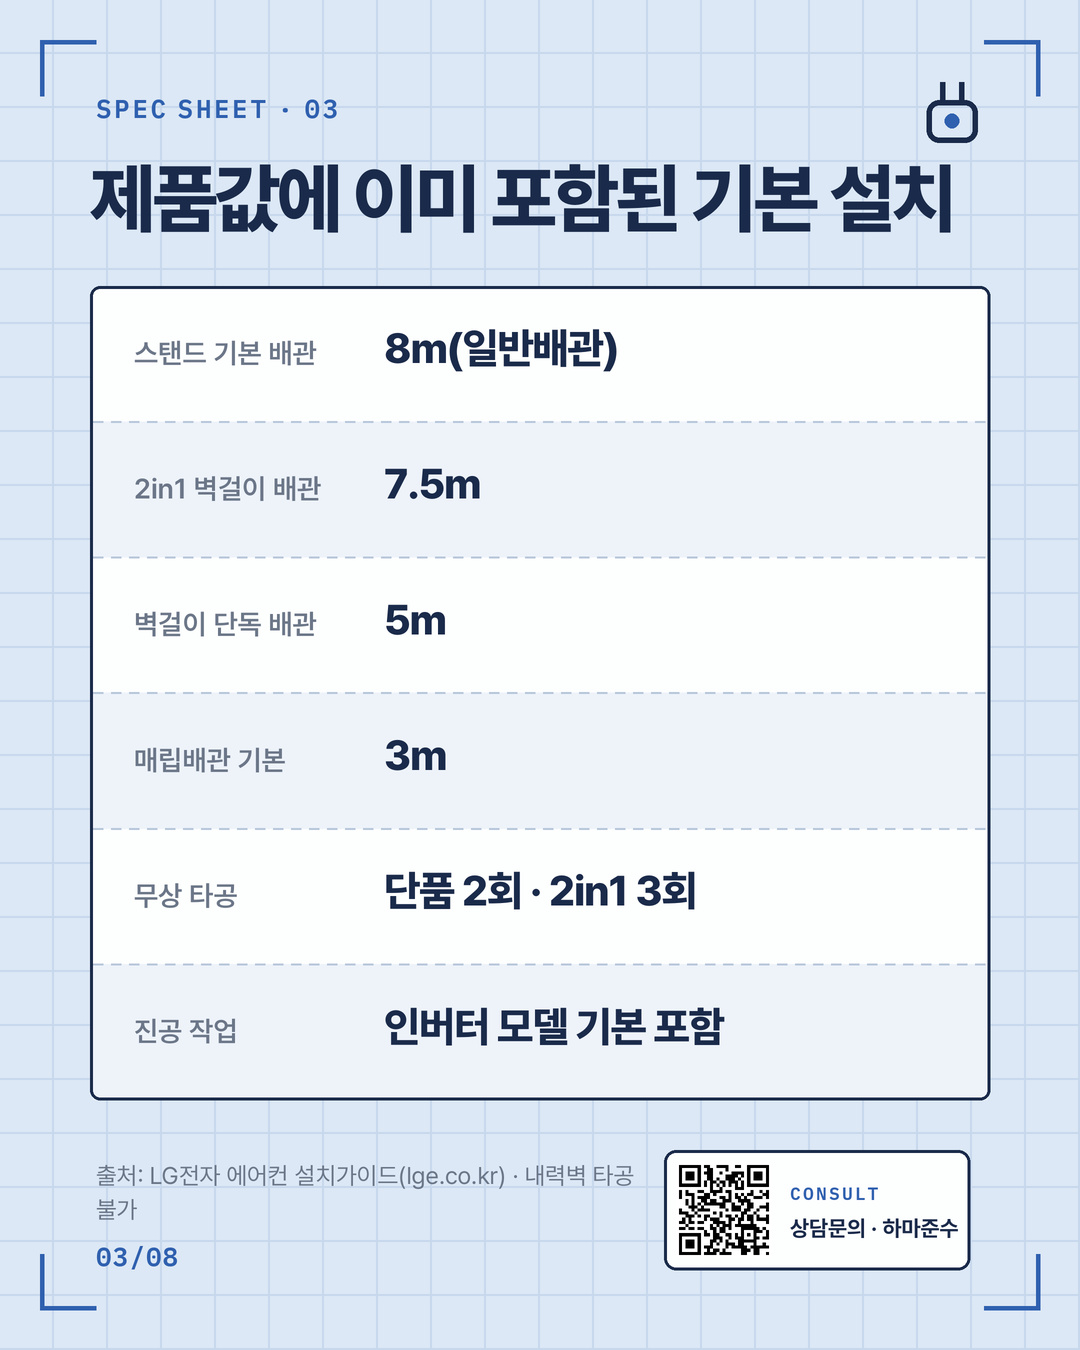 SPEC SHEET · 03
제품값에 이미 포함된 기본 설치
스탠드 기본 배관 8m(일반배관)
2in1 벽걸이 배관 7.5m
벽걸이 단독 배관 5m
매립배관 기본 3m
무상 타공 단품 2회 · 2in1 3회
진공 작업 인버터 모델 기본 포함
출처: LG전자 에어컨 설치가이드(lge.co.kr) · 내력벽 타공
불가
03/08
CONSULT
상담문의 · 하마준수